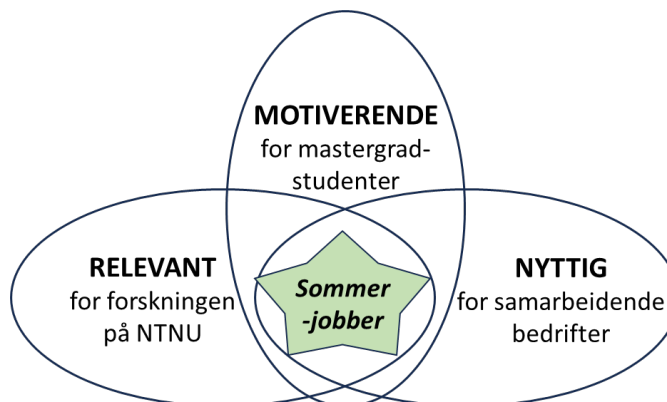 MOTIVERENDE
for mastergrad-
studenter
RELEVANT
for forskningen
på NTNU
Sommer
-jobber
NYTTIG
for samarbeidende
bedrifter